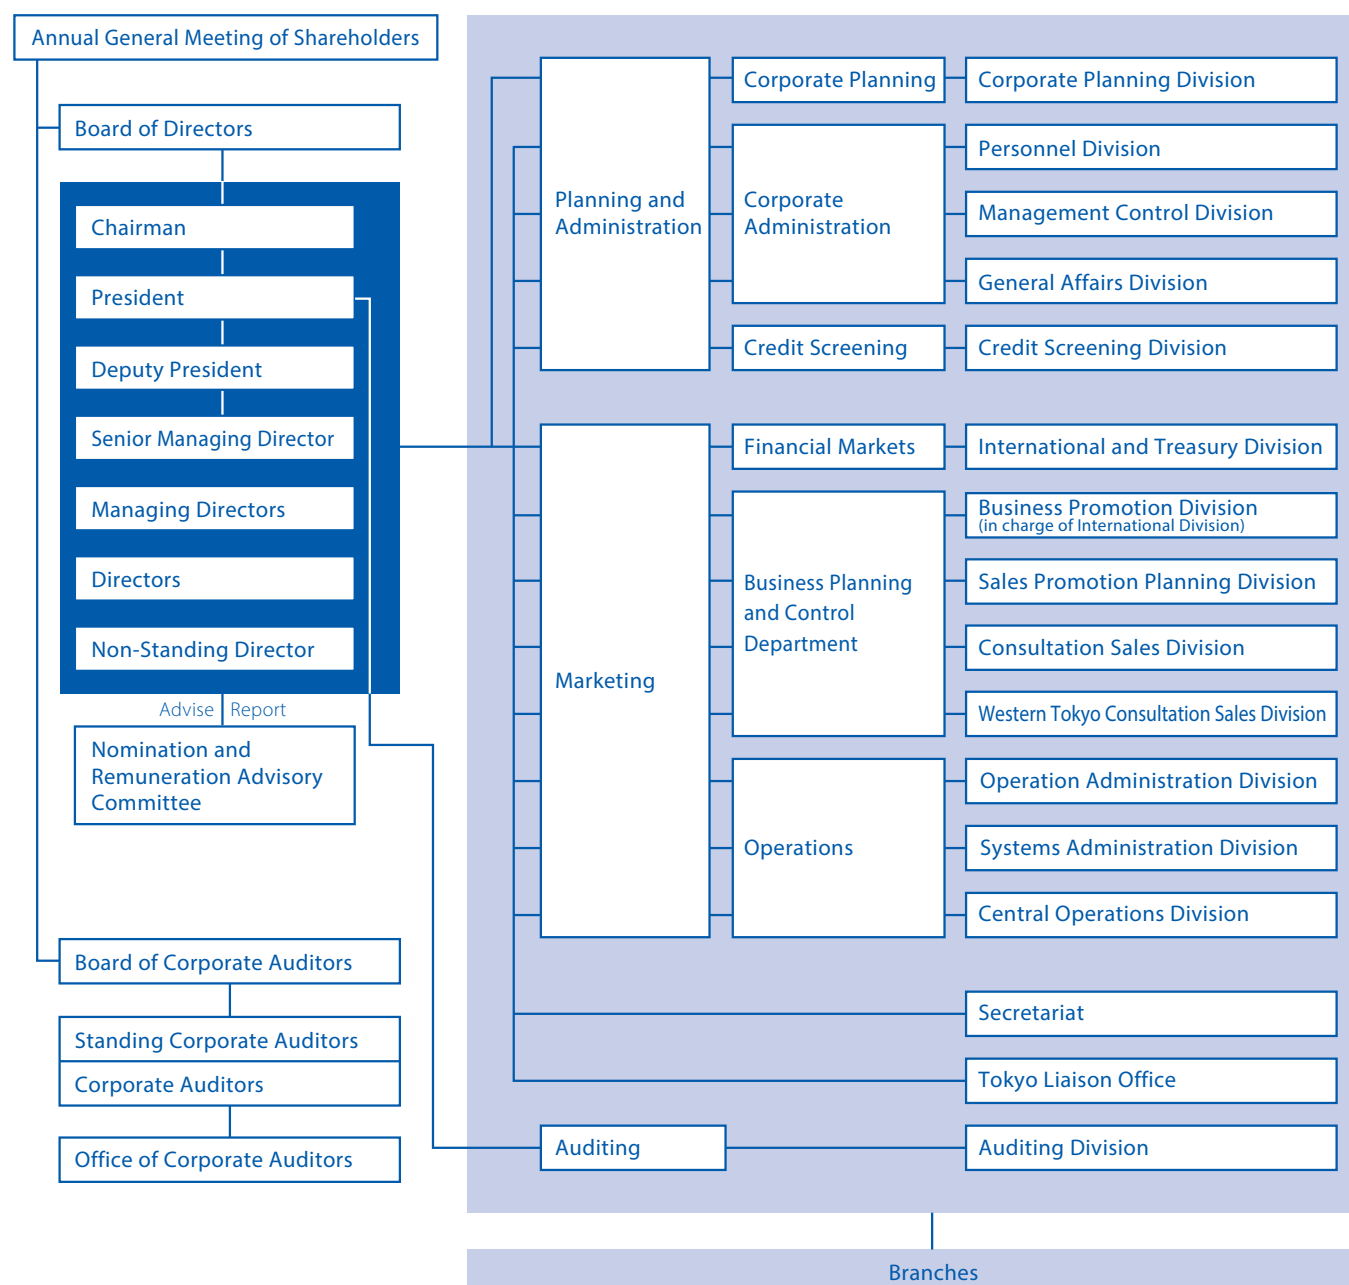 Annual General Meeting of Shareholders
Board of Directors
Chairman
President
Deputy President
Senior Managing Director
Managing Directors
Directors
Non-Standing Director
Advise
Report
Nomination and
Remuneration Advisory
Committee
Board of Corporate Auditors
Standing Corporate Auditors
Corporate Auditors
Office of Corporate Auditors
Planning and
Administration
Corporate Planning
Corporate Planning Division
Corporate
Administration
Personnel Division
Management Control Division
General Affairs Division
Credit Screening
Credit Screening Division
Marketing
Financial Markets
International and Treasury Division
Business Planning
and Control
Department
Business Promotion Division
(in charge of International Division)
Sales Promotion Planning Division
Consultation Sales Division
Western Tokyo Consultation Sales Division
Operations
Operation Administration Division
Systems Administration Division
Central Operations Division
Secretariat
Tokyo Liaison Office
Auditing
Auditing Division
Branches